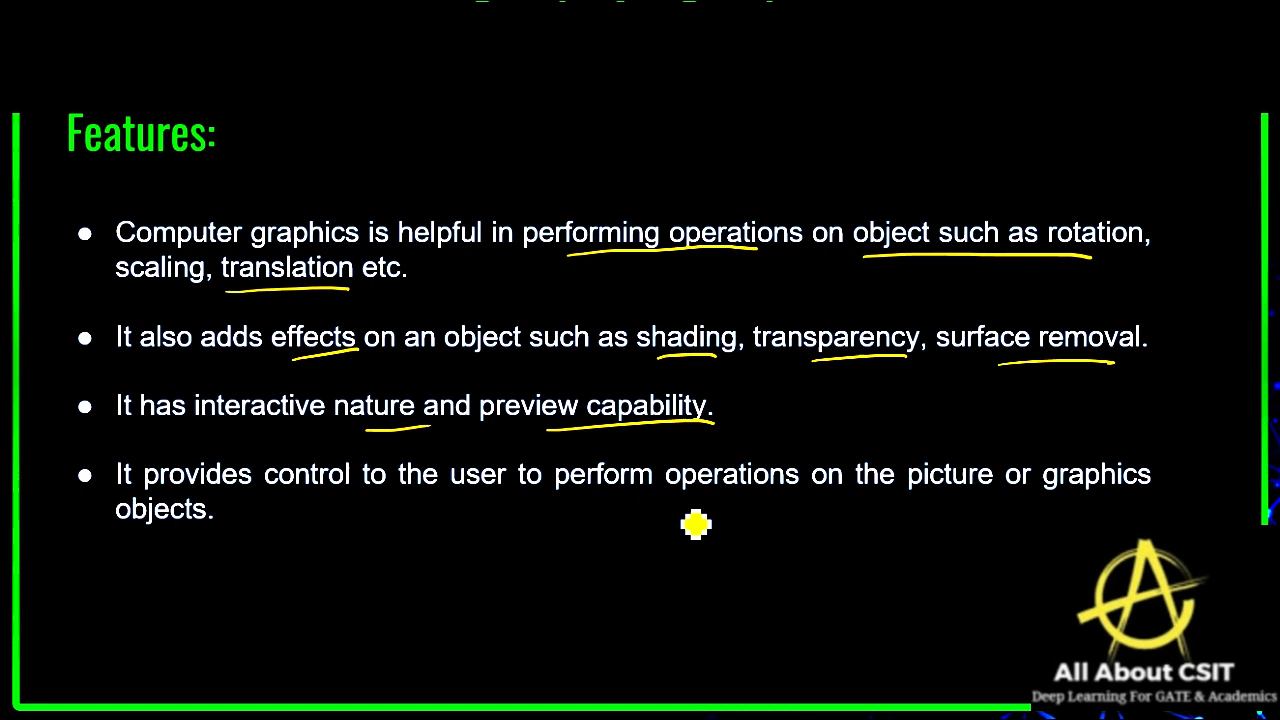 Features:
● Computer graphics is helpful in performing operations on object such as rotation,
scaling, translation etc.
● It also adds effects on an object such as shading, transparency, surface removal.
● It has interactive nature and preview capability.
● It provides control to the user to perform operations on the picture or graphics
objects.
All About CSIT
Deep Learning For GATE & Academics